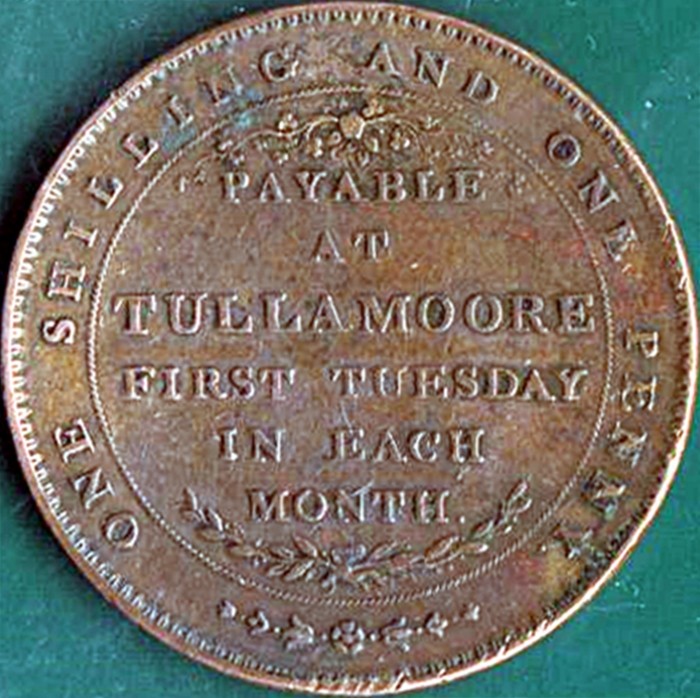 ONE SHILLING AND ONE PENNY
PAYABLE
AT
TULLAMOORE
FIRST TUESDAY
IN EACH
MONTH.